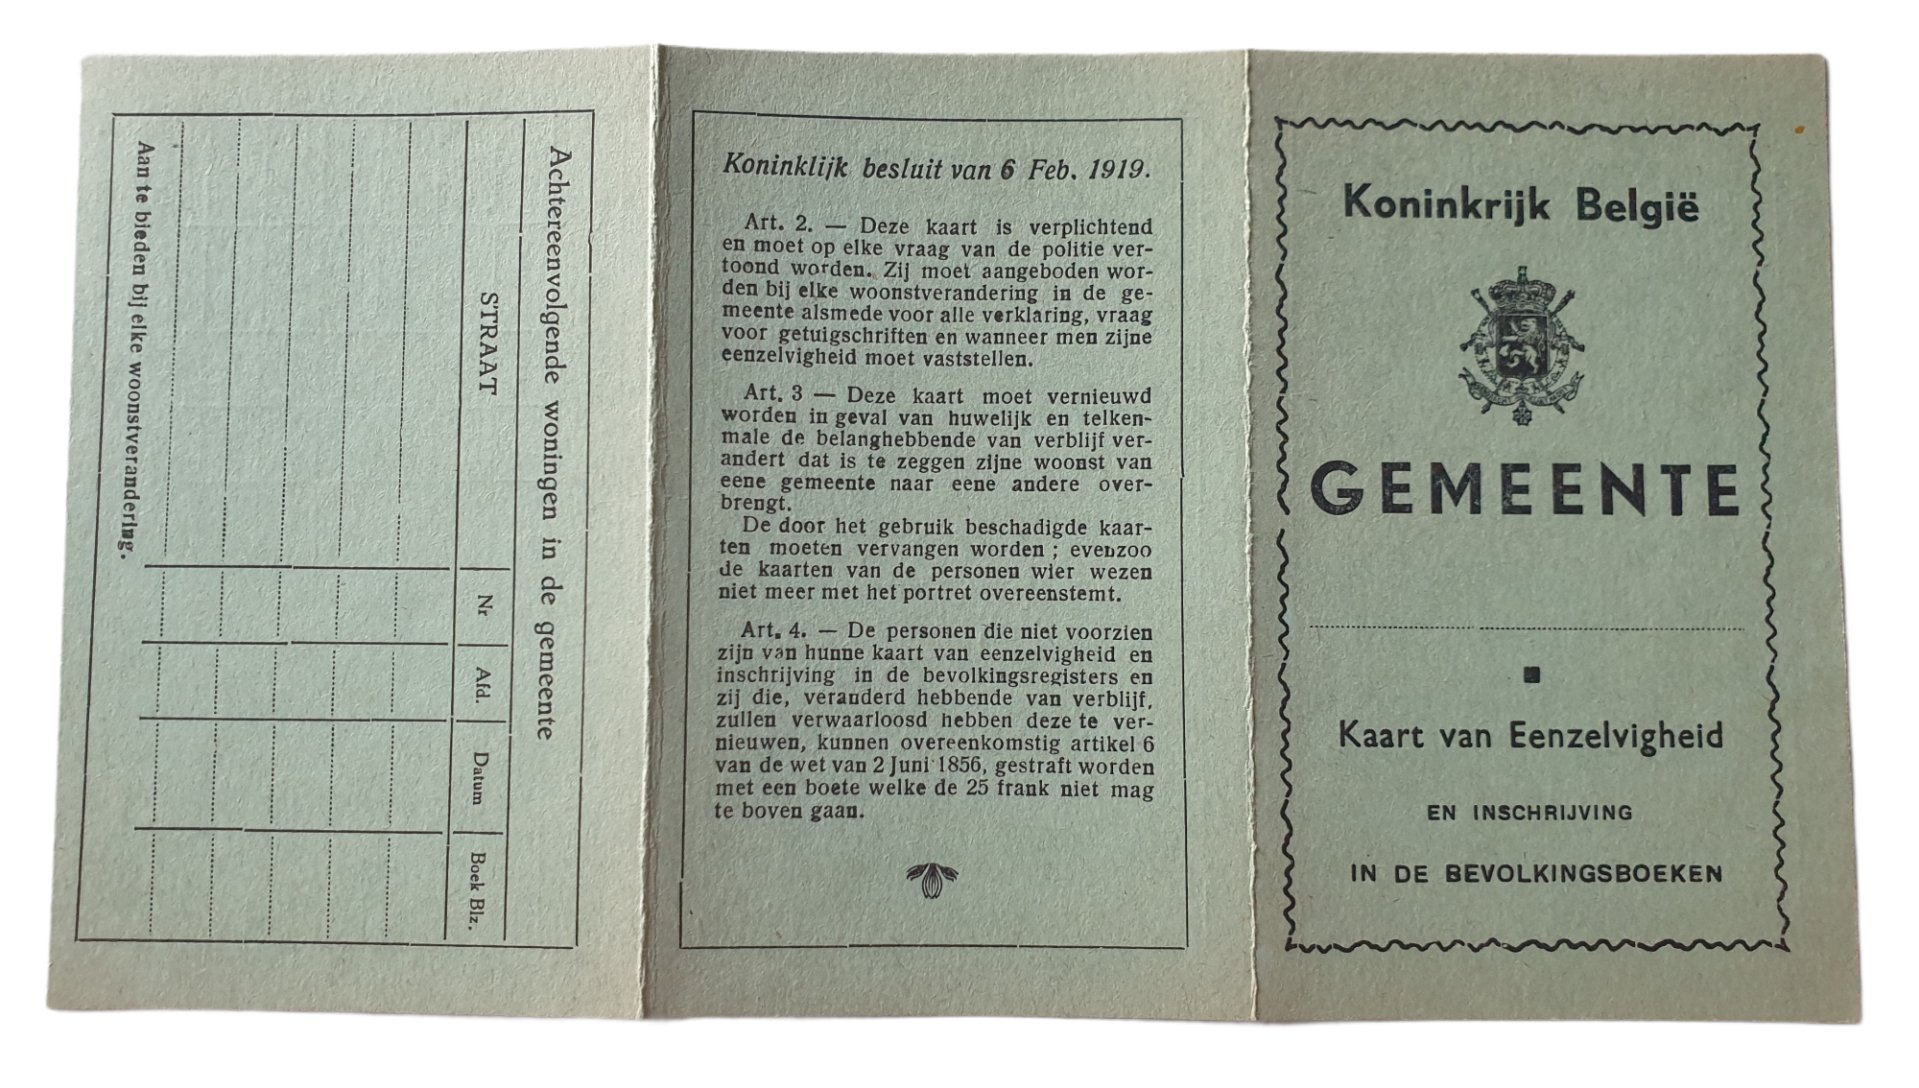 Achtereenvolgende woningen in de gemeente
STRAAT Nr Afd. Datum Boek Blz.
Aan te bieden bij elke woonstverandering.
Koninklijk besluit van 6 Feb. 1919.
Art. 2. — Deze kaart is verplichtend
en moet op elke vraag van de politie ver-
toond worden. Zij moet aangeboden wor-
den bij elke woonstverandering in de ge-
meente alsmede voor alle verklaring, vraag
voor getuigschriften en wanneer men zijne
eenzelvigheid moet vaststellen.
Art. 3 — Deze kaart moet vernieuwd
worden in geval van huwelijk en telken-
male de belanghebbende van verblijf ver-
andert dat is te zeggen zijne woonst van
eene gemeente naar eene andere over-
brengt.
De door het gebruik beschadigde kaar-
ten moeten vervangen worden ; evenzoo
de kaarten van de personen wier wezen
niet meer met het portret overeenstemt.
Art. 4. — De personen die niet voorzien
zijn van hunne kaart van eenzelvigheid en
inschrijving in de bevolkingsregisters en
zij die, veranderd hebbende van verblijf,
zullen verwaarloosd hebben deze te ver-
nieuwen, kunnen overeenkomstig artikel 6
van de wet van 2 Juni 1856, gestraft worden
met een boete welke de 25 frank niet mag
te boven gaan.
Koninkrijk België
GEMEENTE
Kaart van Eenzelvigheid
EN INSCHRIJVING
IN DE BEVOLKINGSBOEKEN